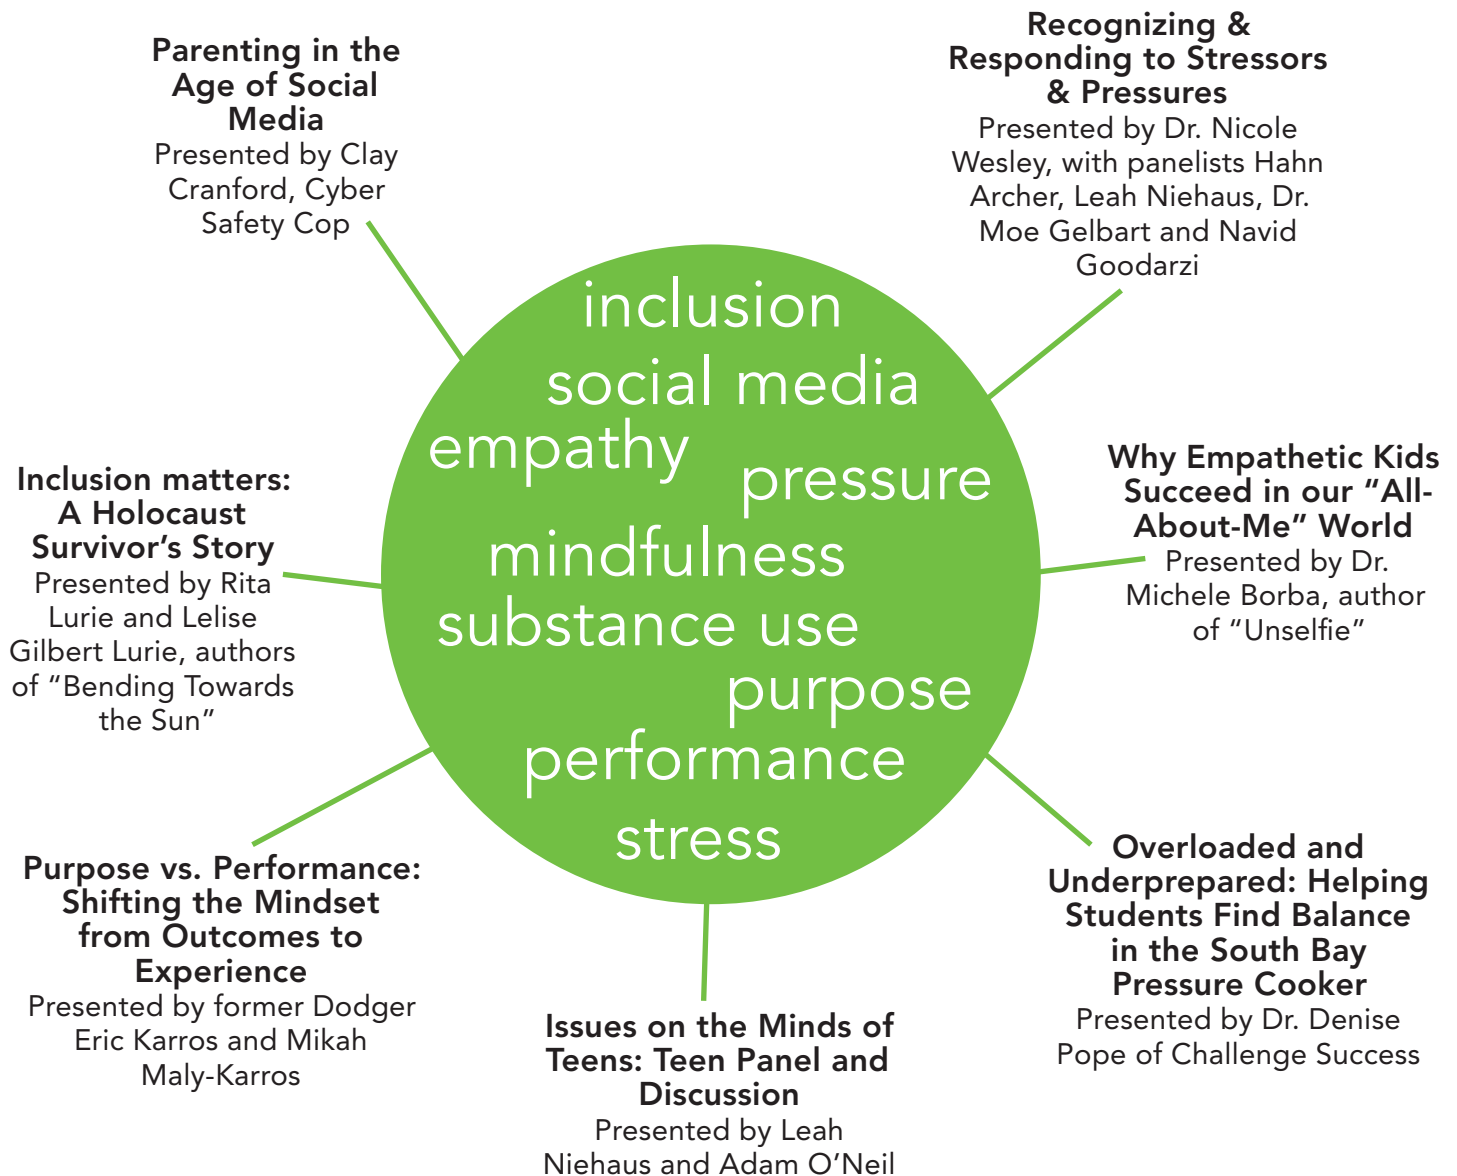 Parenting in the
Age of Social
Media
Presented by Clay
Cranford, Cyber
Safety Cop
Recognizing &
Responding to Stressors
& Pressures
Presented by Dr. Nicole
Wesley, with panelists Hahn
Archer, Leah Niehaus, Dr.
Moe Gelbart and Navid
Goodarzi
inclusion
social media
empathy
pressure
mindfulness
substance use
purpose
performance
stress
Inclusion matters:
A Holocaust
Survivor’s Story
Presented by Rita
Lurie and Lelise
Gilbert Lurie, authors
of “Bending Towards
the Sun”
Why Empathetic Kids
Succeed in our “All-
About-Me” World
Presented by Dr.
Michele Borba, author
of “Unselfie”
Purpose vs. Performance:
Shifting the Mindset
from Outcomes to
Experience
Presented by former Dodger
Eric Karros and Mikah
Maly-Karros
Issues on the Minds of
Teens: Teen Panel and
Discussion
Presented by Leah
Niehaus and Adam O’Neil
Overloaded and
Underprepared: Helping
Students Find Balance
in the South Bay
Pressure Cooker
Presented by Dr. Denise
Pope of Challenge Success